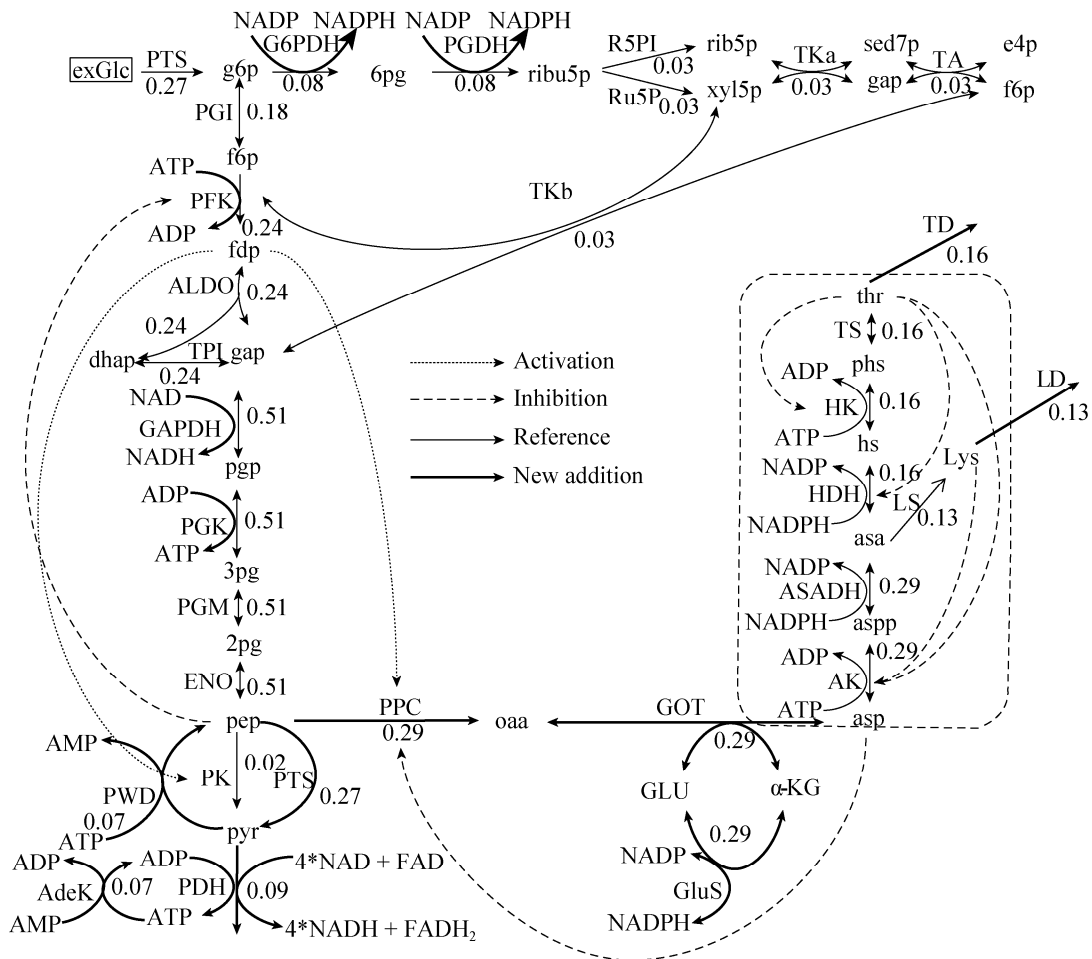 NADP NADPH NADP NADPH
G6PDH PGDH
exGlc PTS g6p 6pg ribu5p R5PI rib5p TKa sed7p TA e4p
0.27 0.08 0.08 0.03 Ru5P 0.03 xyl5p 0.03 gap 0.03 f6p
PGI 0.18
f6p
ATP
PFK
TKb
ADP 0.24
0.03
fdp
TD
0.16
ALDO 0.24
thr
0.24
TS 0.16
dhap TPI gap
0.24
phs
Activation
ADP
LD
0.13
NAD 0.51
HK 0.16
Inhibition
GAPDH
ATP
hs
Reference
NADH
pgp
Lys
NADP 0.16
New addition
HDH
LS
ADP
PGK 0.51
NADPH
0.13
asa
ATP
3pg
NADP
ASADH 0.29
PGM 0.51
NADPH
aspp
2pg
ADP 0.29
ENO 0.51
AK
ATP
pep PPC oaa GOT asp
0.29 0.29
AMP
PK 0.02 PTS
GLU α-KG
PWD
0.27
0.07
ATP
pyr
0.29
NADP
ADP ADP 4*NAD + FAD
AdeK 0.07 PDH 0.09
GluS
AMP ATP
NADPH
4*NADH + FADH₂